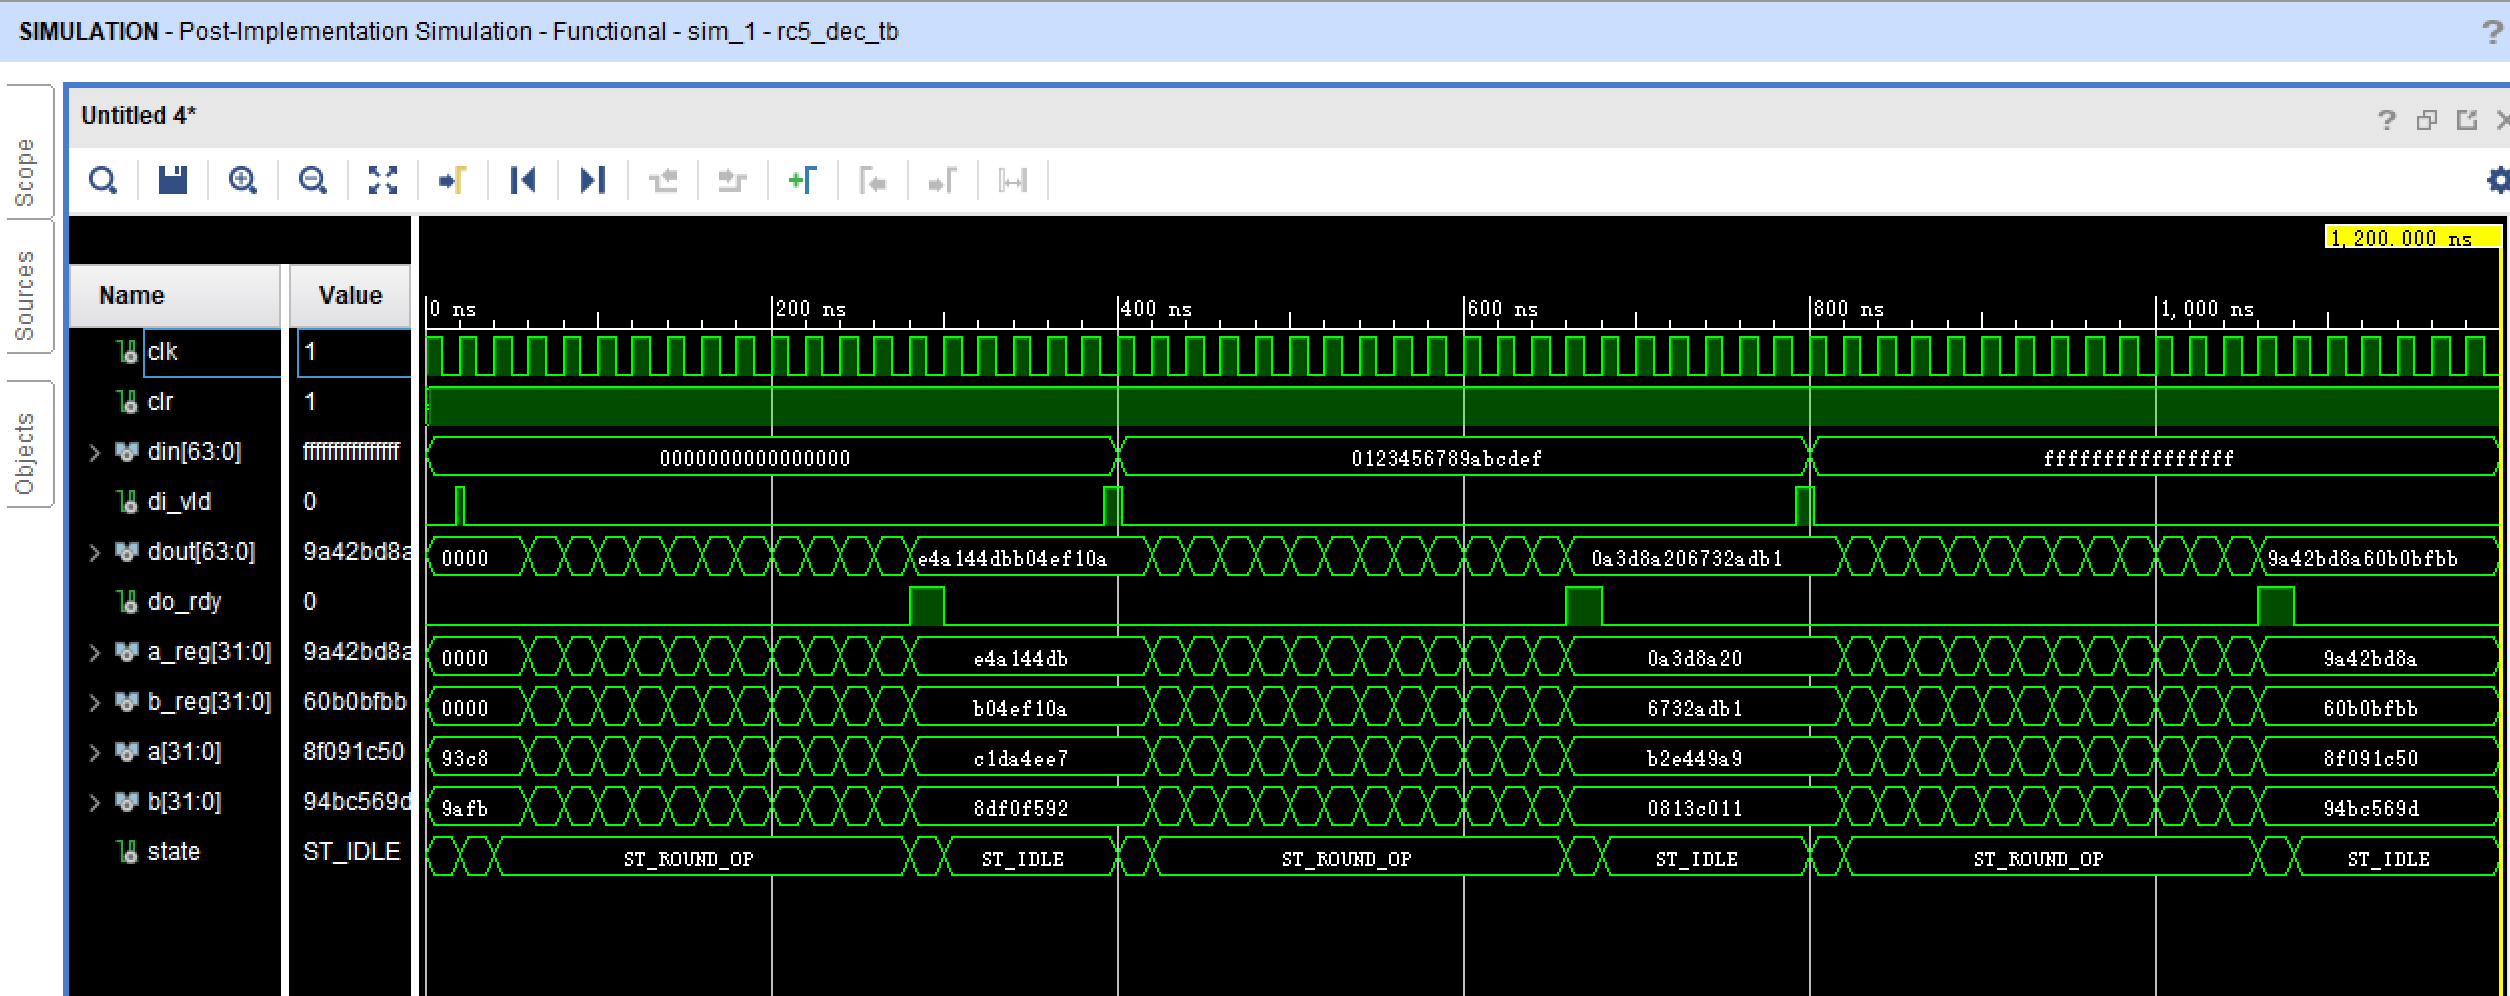 SIMULATION - Post-Implementation Simulation - Functional - sim_1 - rc5_dec_tb
?
Scope
Sources
Objects
Untitled 4*
?
1,200.000 ns
Name Value
0 ns 200 ns 400 ns 600 ns 800 ns 1,000 ns
clk 1
clr 1
din[63:0] ffffffffffffffff 0000000000000000 0123456789abcdef ffffffffffffffff
di_vld 0
dout[63:0] 9a42bd8a 0000 e4a144dbb04ef10a 0a3d8a206732adb1 9a42bd8a60b0bfbb
do_rdy 0
a_reg[31:0] 9a42bd8a 0000 e4a144db 0a3d8a20 9a42bd8a
b_reg[31:0] 60b0bfbb 0000 b04ef10a 6732adb1 60b0bfbb
a[31:0] 8f091c50 93c8 c1da4ee7 b2e449a9 8f091c50
b[31:0] 94bc569d 9afb 8df0f592 0813c011 94bc569d
state ST_IDLE ST_ROUND_OP ST_IDLE ST_ROUND_OP ST_IDLE ST_ROUND_OP ST_IDLE